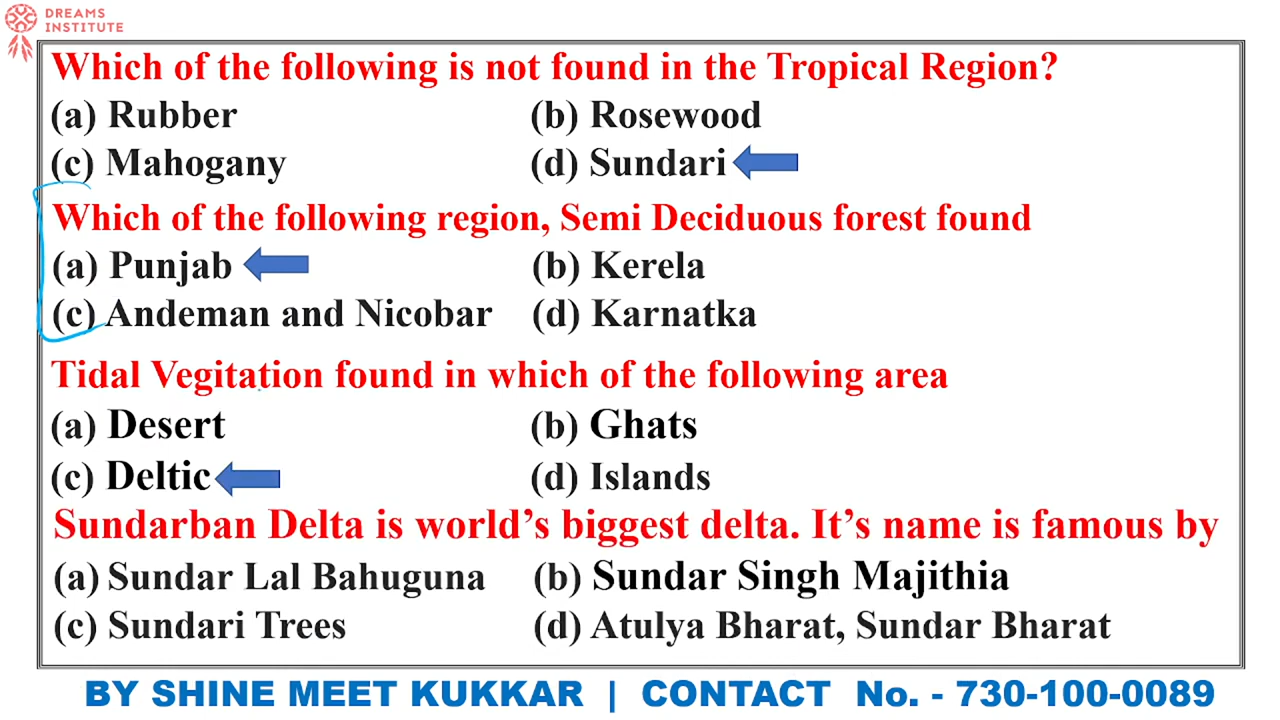 DREAMS
INSTITUTE
Which of the following is not found in the Tropical Region?
(a) Rubber (b) Rosewood
(c) Mahogany (d) Sundari
Which of the following region, Semi Deciduous forest found
(a) Punjab (b) Kerela
(c) Andeman and Nicobar (d) Karnatka
Tidal Vegitation found in which of the following area
(a) Desert (b) Ghats
(c) Deltic (d) Islands
Sundarban Delta is world's biggest delta. It's name is famous by
(a) Sundar Lal Bahuguna (b) Sundar Singh Majithia
(c) Sundari Trees (d) Atulya Bharat, Sundar Bharat
BY SHINE MEET KUKKAR | CONTACT No. - 730-100-0089